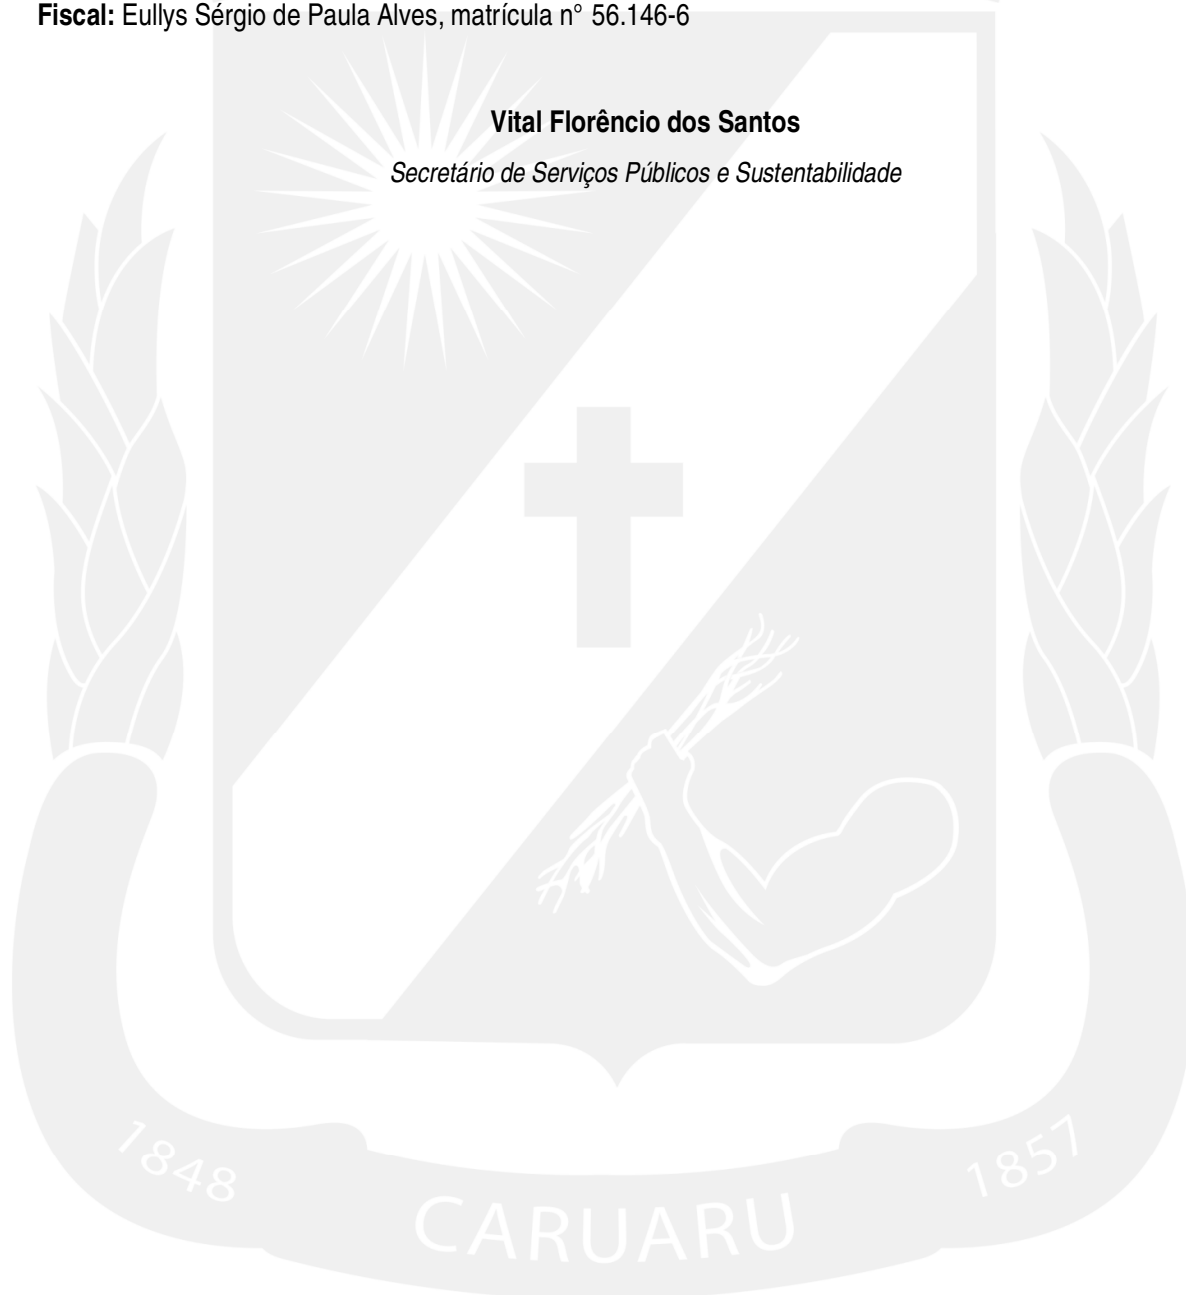 Fiscal: Eullys Sérgio de Paula Alves, matrícula n° 56.146-6
Vital Florêncio dos Santos
Secretário de Serviços Públicos e Sustentabilidade
1848
1857
CARUARU